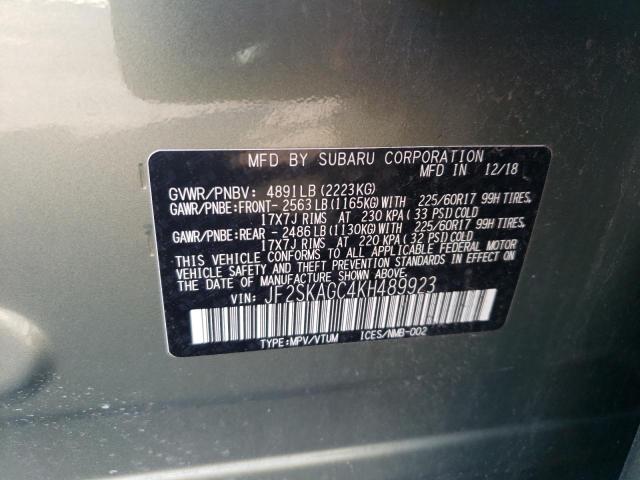 MFD BY SUBARU CORPORATION
MFD IN 12/18
GVWR/PNBV: 4891LB (2223KG)
GAWR/PNBE:FRONT- 2563LB (1165KG)WITH 225/60R17 99H TIRES,
17X7J RIMS AT 230 KPA (33 PSI)COLD
GAWR/PNBE:REAR - 2486LB (1130KG)WITH 225/60R17 99H TIRES,
17X7J RIMS AT 220 KPA (32 PSI)COLD
THIS VEHICLE CONFORMS TO ALL APPLICABLE FEDERAL MOTOR
VEHICLE SAFETY AND THEFT PREVENTION STANDARDS IN EFFECT
ON THE DATE OF MANUFACTURE SHOWN ABOVE.
VIN: JF2SKAGC4KH489923
TYPE:MPV/VTUM ICES/NMB-002